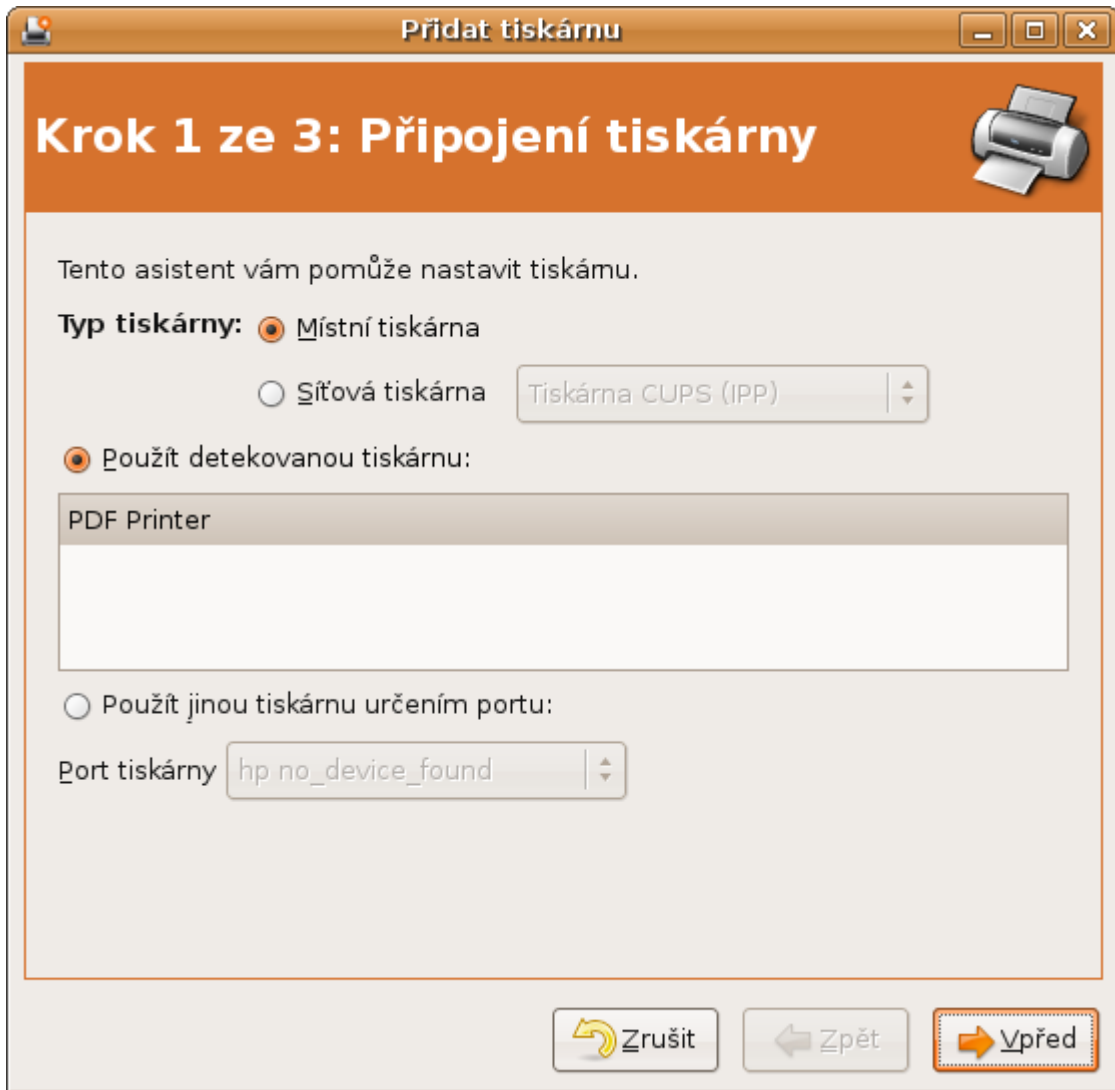 Přidat tiskárnu
Krok 1 ze 3: Připojení tiskárny
Tento asistent vám pomůže nastavit tiskárnu.
Typ tiskárny: Místní tiskárna
Síťová tiskárna Tiskárna CUPS (IPP)
Použít detekovanou tiskárnu:
PDF Printer
Použít jinou tiskárnu určením portu:
Port tiskárny hp no_device_found
Zrušit Zpět Vpřed